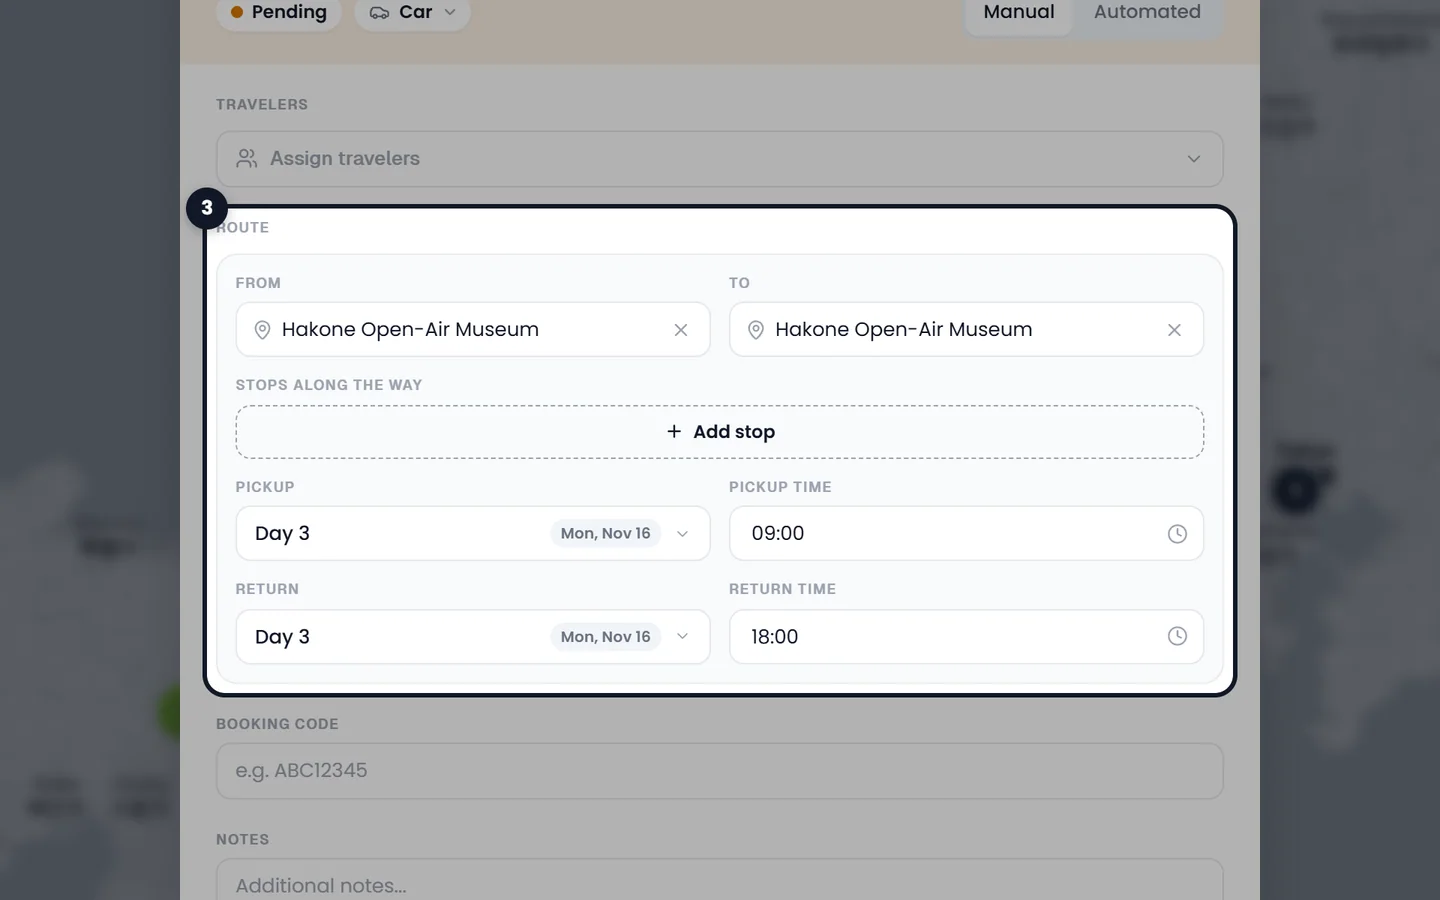 Pending
Car
Manual
Automated
TRAVELERS
Assign travelers
3
ROUTE
FROM
TO
Hakone Open-Air Museum
Hakone Open-Air Museum
STOPS ALONG THE WAY
+ Add stop
PICKUP
PICKUP TIME
Day 3
Mon, Nov 16
09:00
RETURN
RETURN TIME
Day 3
Mon, Nov 16
18:00
BOOKING CODE
e.g. ABC12345
NOTES
Additional notes...